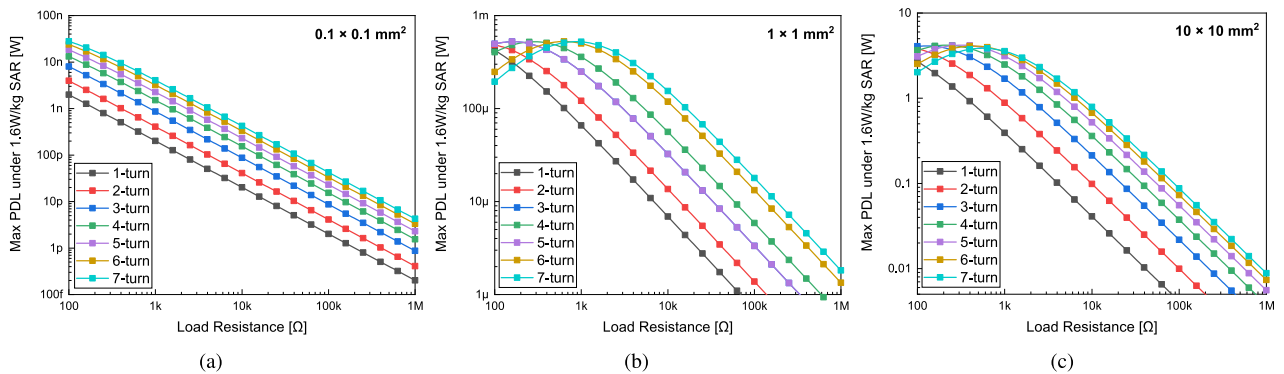 Max PDL under 1.6W/kg SAR [W]
100n
10n
1n
100p
10p
1p
100f
0.1 × 0.1 mm²
1-turn
2-turn
3-turn
4-turn
5-turn
6-turn
7-turn
100 1k 10k 100k 1M
Load Resistance [Ω]
(a)
Max PDL under 1.6W/kg SAR [W]
1m
100µ
10µ
1µ
1 × 1 mm²
1-turn
2-turn
3-turn
4-turn
5-turn
6-turn
7-turn
100 1k 10k 100k 1M
Load Resistance [Ω]
(b)
Max PDL under 1.6W/kg SAR [W]
10
1
0,1
0,01
10 × 10 mm²
1-turn
2-turn
3-turn
4-turn
5-turn
6-turn
7-turn
100 1k 10k 100k 1M
Load Resistance [Ω]
(c)